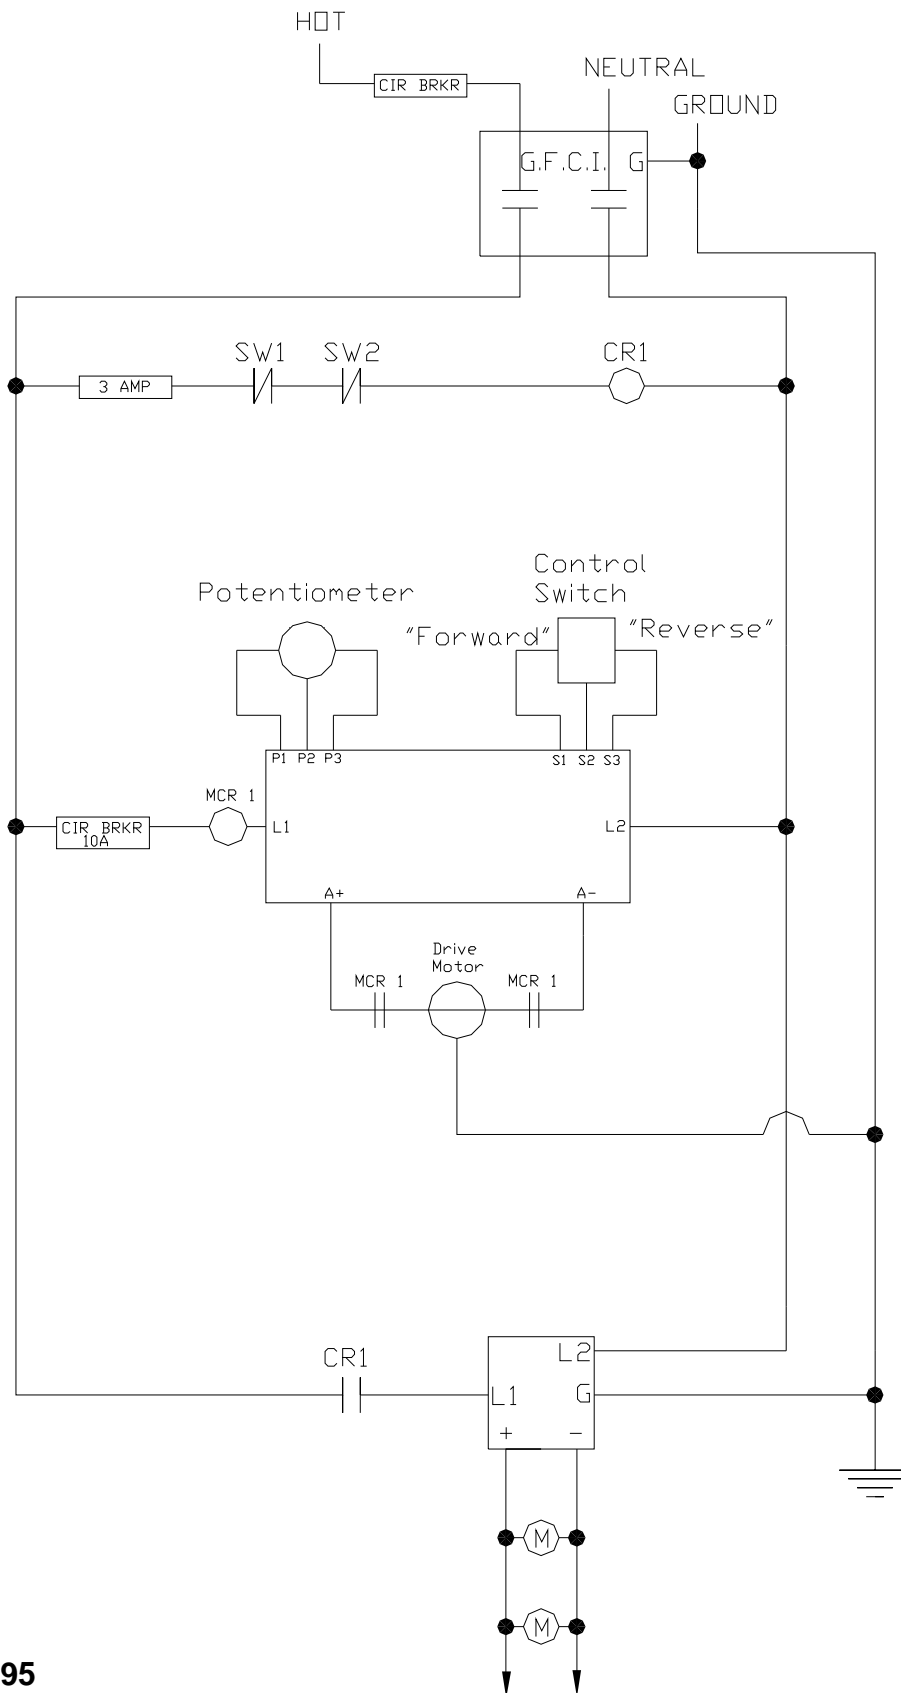 HOT
CIR BRKR
NEUTRAL
GROUND
G.F.C.I. G
SW1 SW2 CR1
3 AMP
Control
Switch
Potentiometer
"Forward" "Reverse"
P1 P2 P3 S1 S2 S3
MCR 1
CIR BRKR
10A
L1 L2
A+ A-
Drive
Motor
MCR 1 MCR 1
CR1
L2
L1 G
+ -
M
M
95